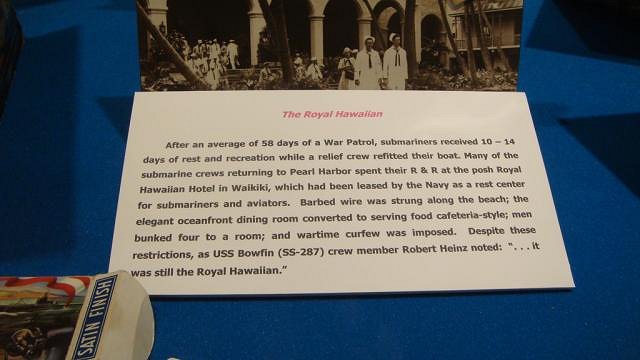 The Royal Hawaiian
After an average of 58 days of a War Patrol, submariners received 10 – 14
days of rest and recreation while a relief crew refitted their boat. Many of the
submarine crews returning to Pearl Harbor spent their R & R at the posh Royal
Hawaiian Hotel in Waikiki, which had been leased by the Navy as a rest center
for submariners and aviators. Barbed wire was strung along the beach; the
elegant oceanfront dining room converted to serving food cafeteria-style; men
bunked four to a room; and wartime curfew was imposed. Despite these
restrictions, as USS Bowfin (SS-287) crew member Robert Heinz noted: “. . . it
was still the Royal Hawaiian.”
SATIN FINISH